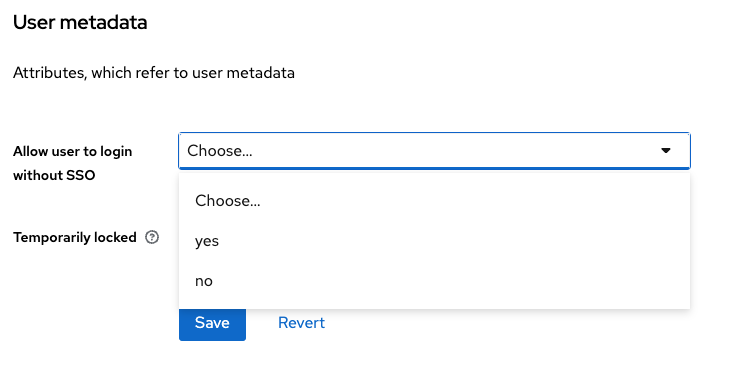 User metadata
Attributes, which refer to user metadata
Allow user to login
without SSO
Choose...
Choose...
yes
no
Temporarily locked
Save
Revert